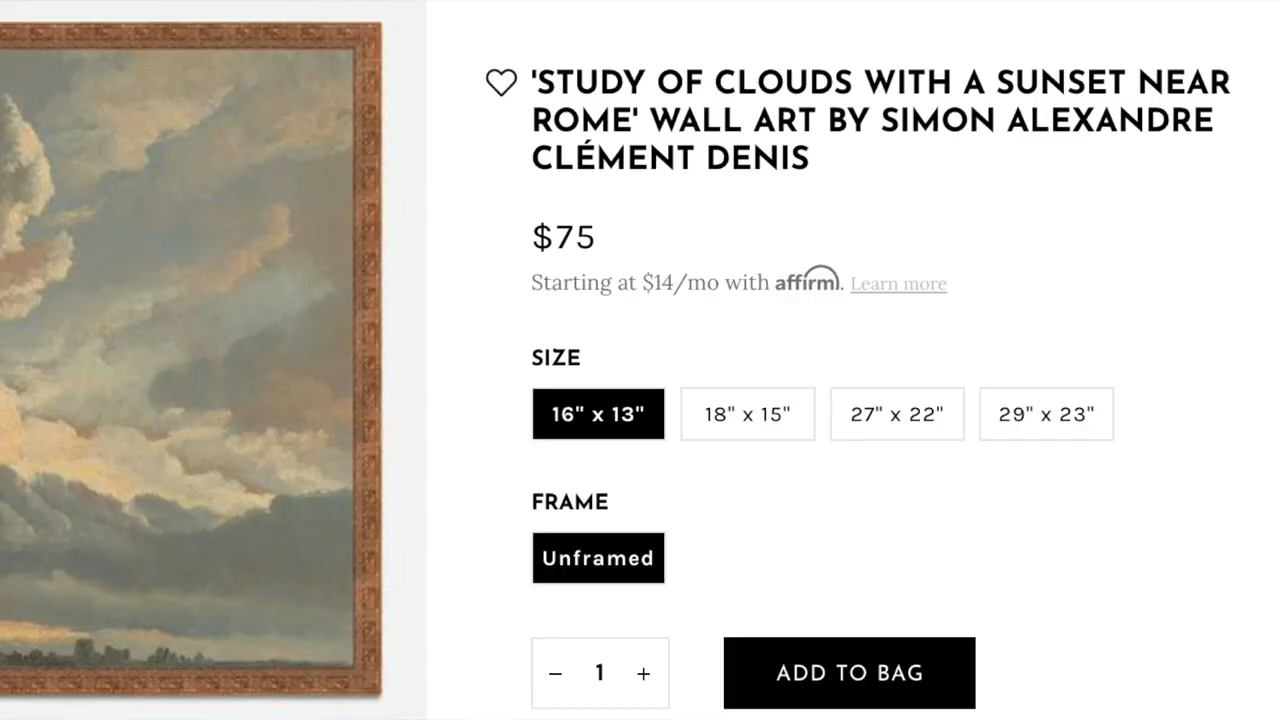 'STUDY OF CLOUDS WITH A SUNSET NEAR
ROME' WALL ART BY SIMON ALEXANDRE
CLÉMENT DENIS
$75
Starting at $14/mo with affirm. Learn more
SIZE
16" x 13" 18" x 15" 27" x 22" 29" x 23"
FRAME
Unframed
− 1 + ADD TO BAG